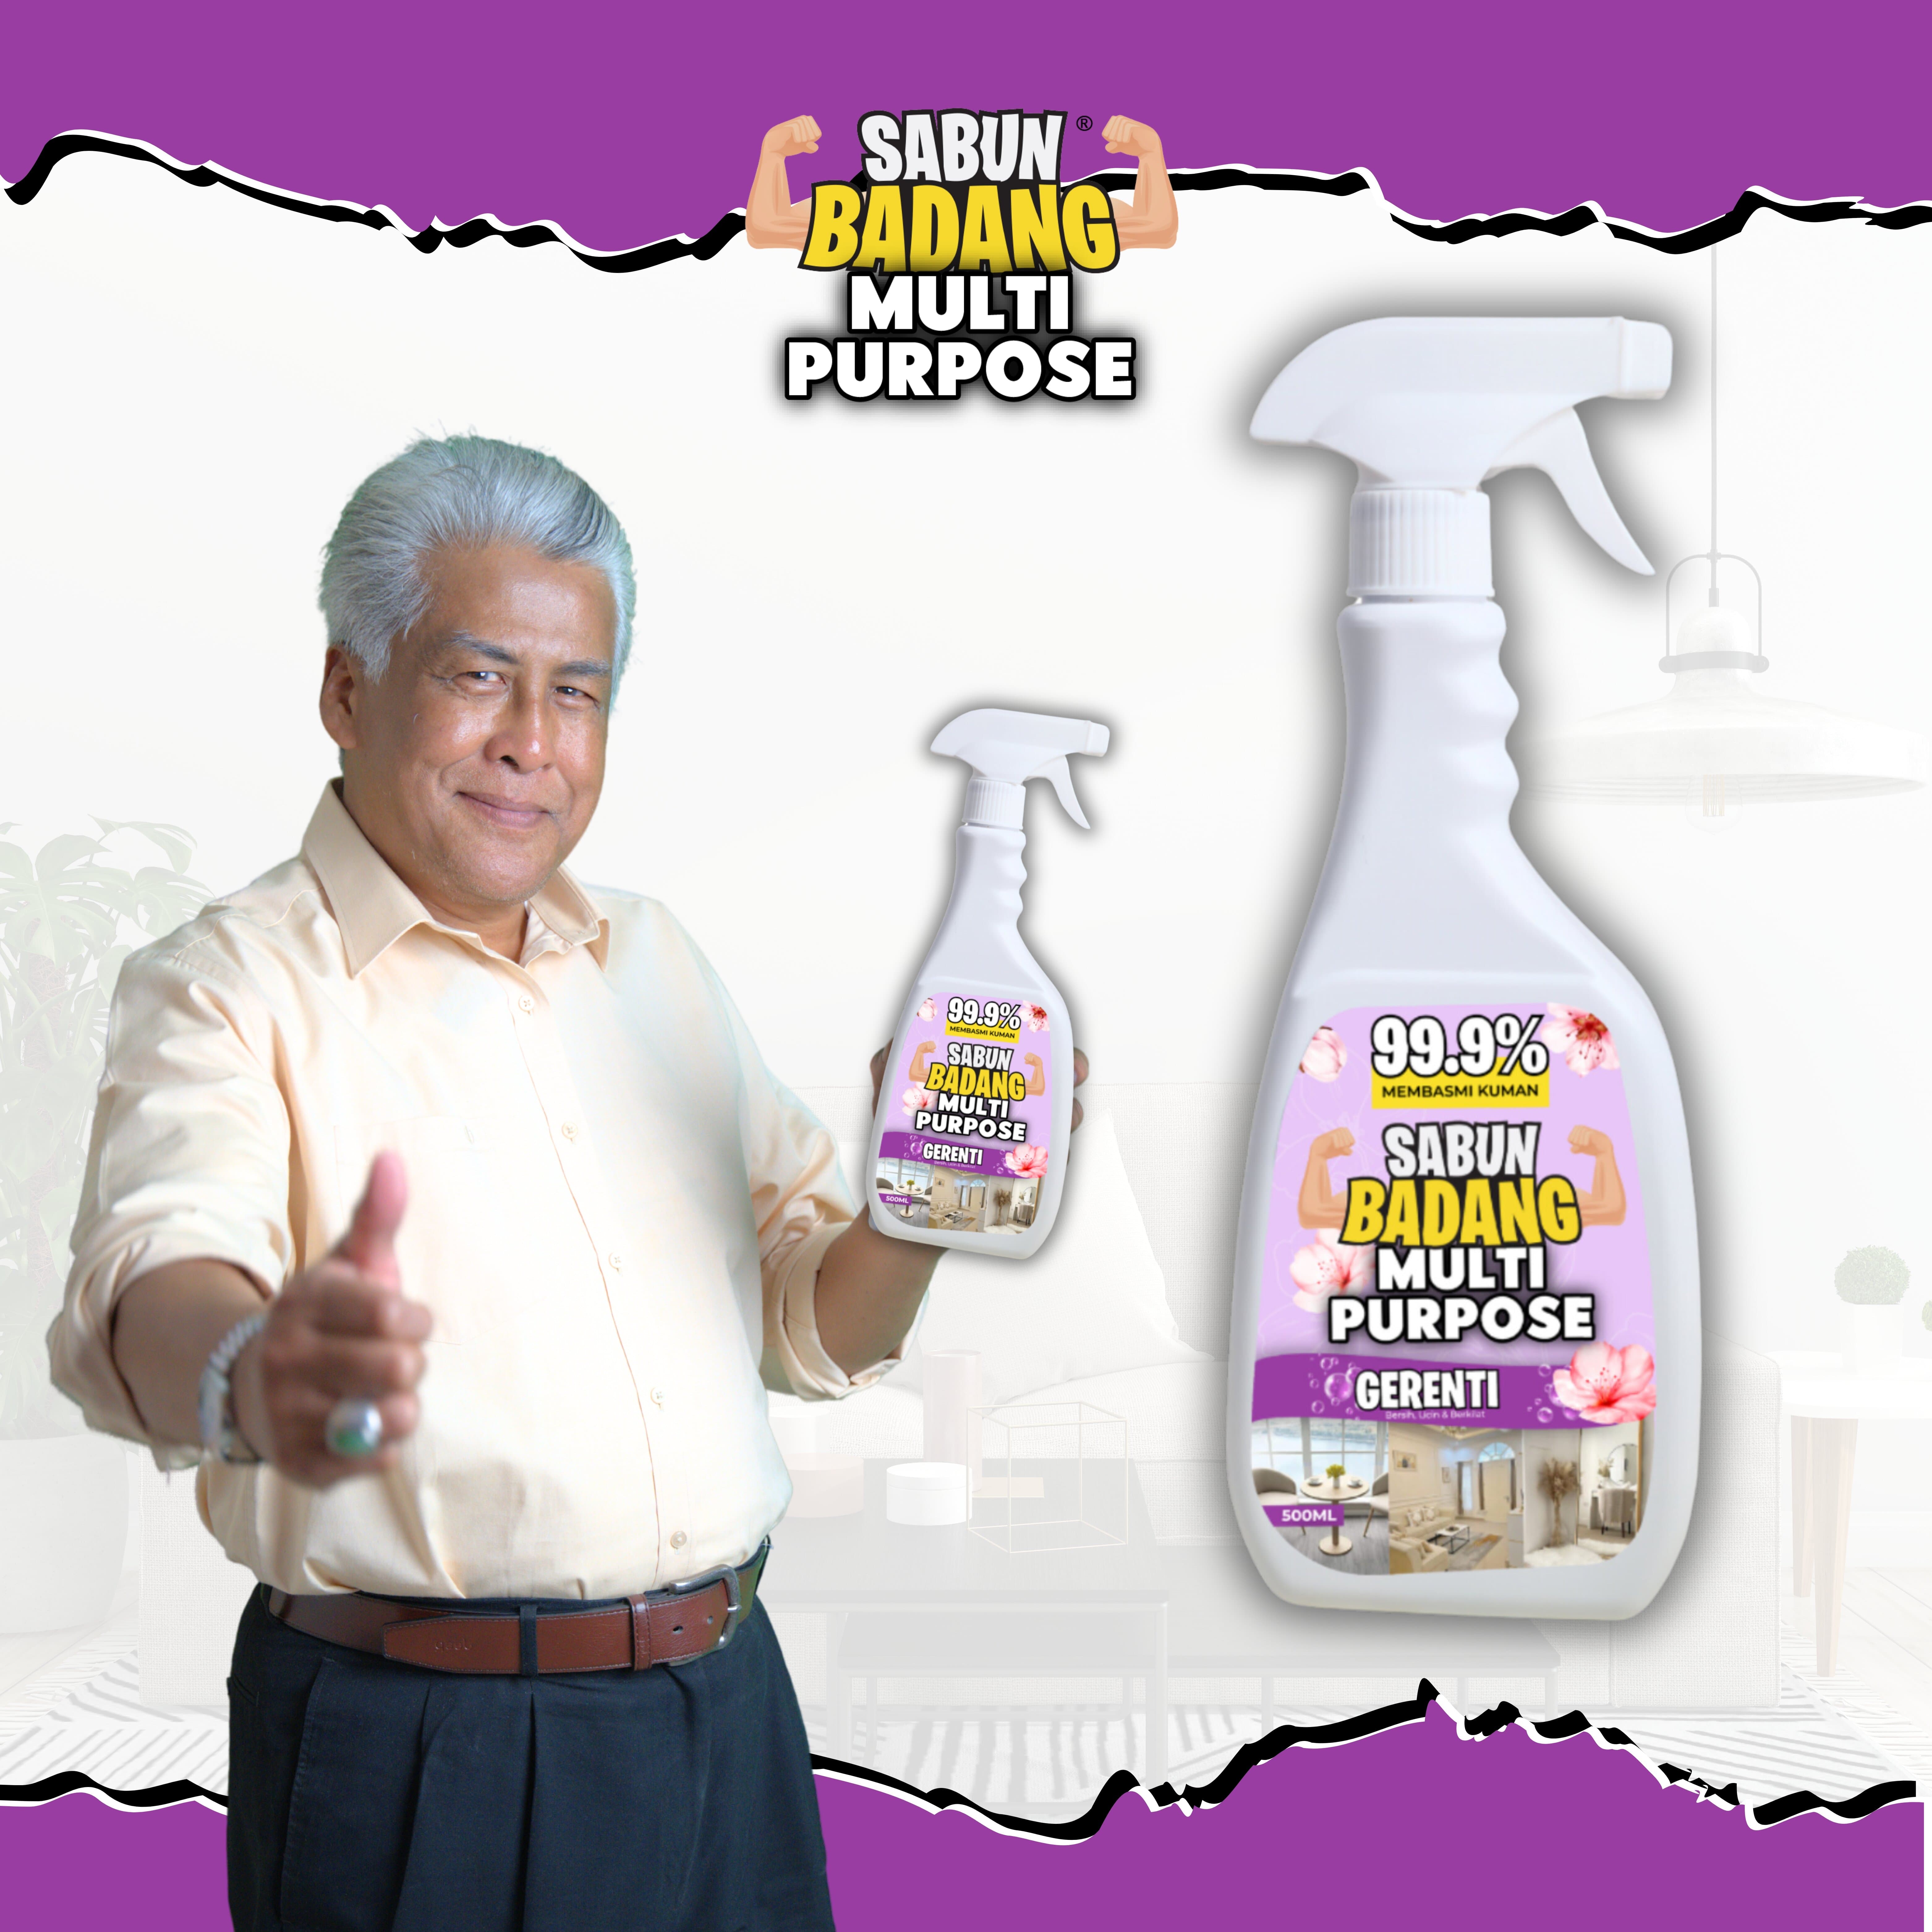 SABUN ®
BADANG
MULTI
PURPOSE
99.9%
MEMBASMI KUMAN
SABUN
BADANG
MULTI
PURPOSE
GERENTI
500ML
99.9%
MEMBASMI KUMAN
SABUN
BADANG
MULTI
PURPOSE
GERENTI
Bersih, Licin & Berkilat
500ML